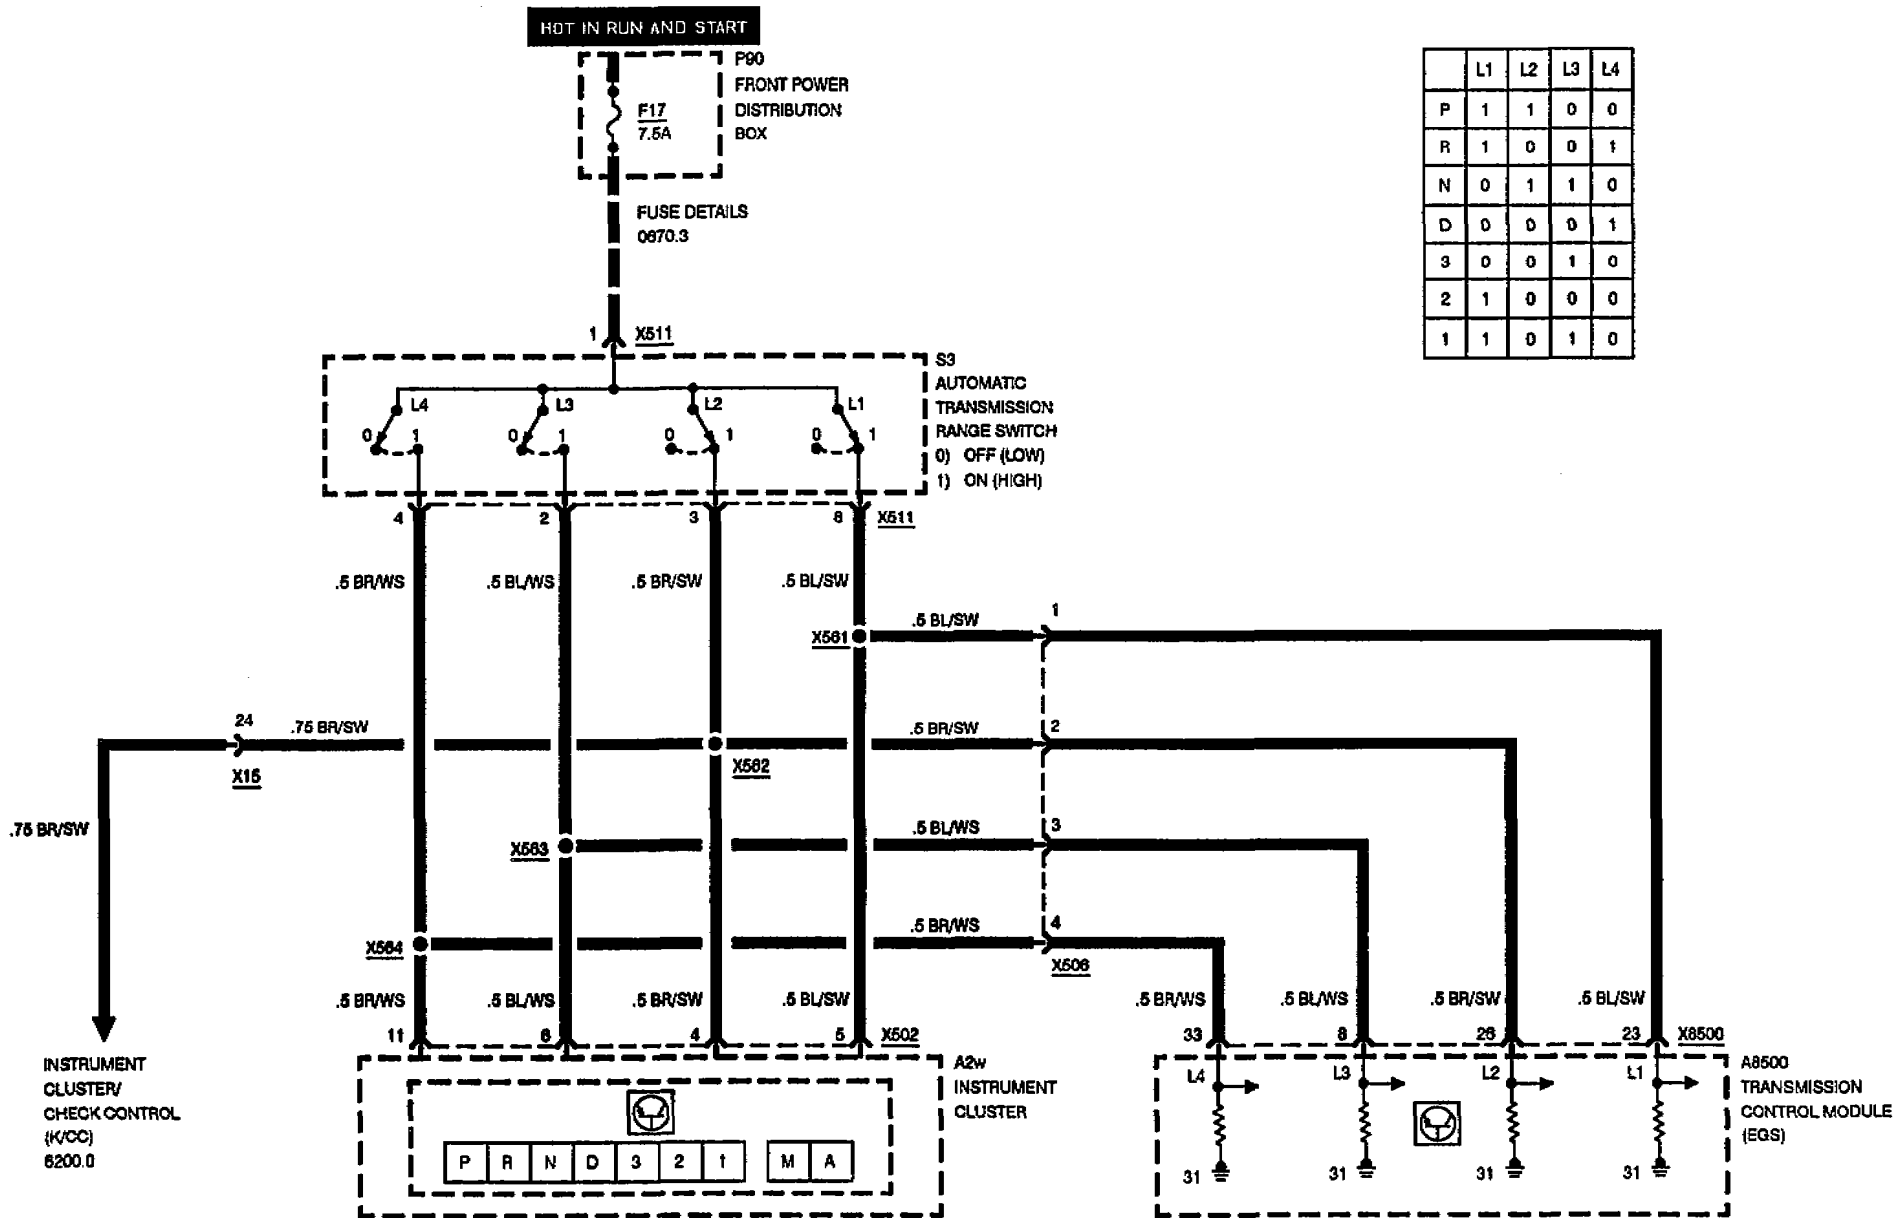 HOT IN RUN AND START
P90
FRONT POWER
DISTRIBUTION
BOX
F17
7.5A
FUSE DETAILS
0670.3
L1 L2 L3 L4
P 1 1 0 0
R 1 0 0 1
N 0 1 1 0
D 0 0 0 1
3 0 0 1 0
2 1 0 0 0
1 1 0 1 0
1 X511
S3
AUTOMATIC
TRANSMISSION
RANGE SWITCH
0) OFF (LOW)
1) ON (HIGH)
L4 L3 L2 L1
0 1 0 1 0 1 0 1
4 2 3 8 X511
.5 BR/WS .5 BL/WS .5 BR/SW .5 BL/SW
X561 .5 BL/SW 1
24 .75 BR/SW .5 BR/SW 2
X15 X562
.75 BR/SW
X563 .5 BL/WS 3
X564 .5 BR/WS 4
X506
.5 BR/WS .5 BL/WS .5 BR/SW .5 BL/SW .5 BR/WS .5 BL/WS .5 BR/SW .5 BL/SW
11 6 4 5 X502 33 8 26 23 X8500
INSTRUMENT
CLUSTER/
CHECK CONTROL
(K/CC)
6200.0
A2w
INSTRUMENT
CLUSTER
P R N D 3 2 1 M A
L4 L3 L2 L1
31 31 31 31
A8500
TRANSMISSION
CONTROL MODULE
(EGS)